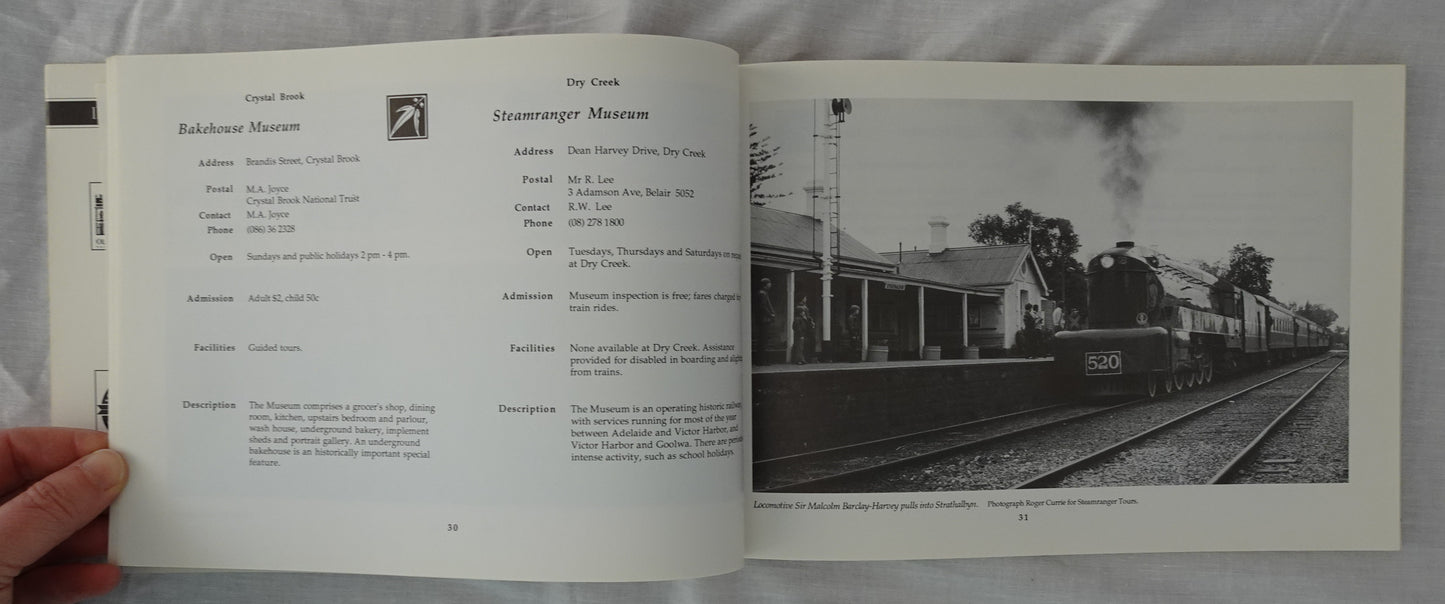 Crystal Brook
Bakehouse Museum
Address Brandis Street, Crystal Brook
Postal M.A. Joyce
Crystal Brook National Trust
Contact M.A. Joyce
Phone (086) 36 2328
Open Sundays and public holidays 2 pm - 4 pm.
Admission Adult $2, child 50c
Facilities Guided tours.
Description The Museum comprises a grocer's shop, dining
room, kitchen, upstairs bedroom and parlour,
wash house, underground bakery, implement
sheds and portrait gallery. An underground
bakehouse is an historically important special
feature.
30
Dry Creek
Steamranger Museum
Address Dean Harvey Drive, Dry Creek
Postal Mr R. Lee
3 Adamson Ave, Belair 5052
Contact R.W. Lee
Phone (08) 278 1800
Open Tuesdays, Thursdays and Saturdays on
at Dry Creek.
Admission Museum inspection is free; fares charged
train rides.
Facilities None available at Dry Creek. Assistance
provided for disabled in boarding and
from trains.
Description The Museum is an operating historic
with services running for most of the year
between Adelaide and Victor Harbor, and
Victor Harbor and Goolwa. There are
intense activity, such as school holidays.
520
Locomotive Sir Malcolm Barclay-Harvey pulls into Strathalbyn. Photograph Roger Currie for Steamranger Tours.
31